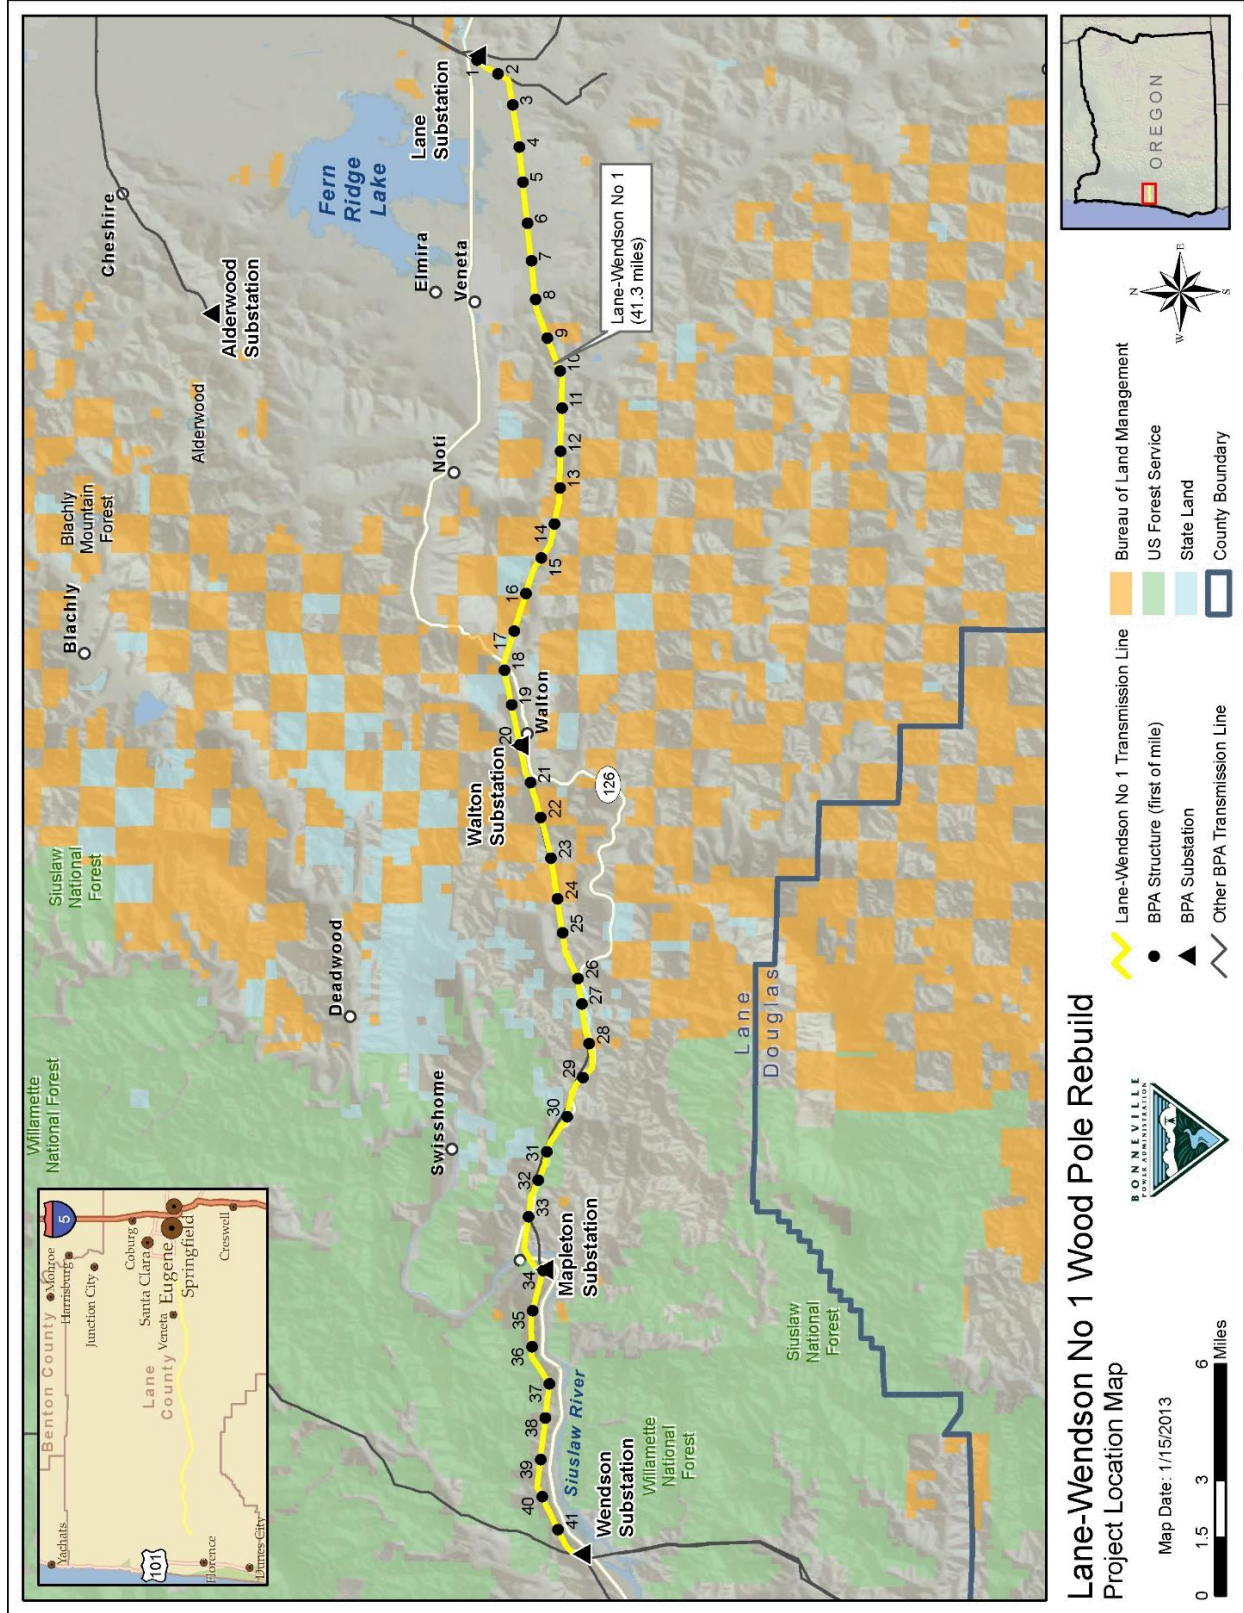 Yachats
Benton County
Monroe
Harrisburg
Junction City
5
101
Lane
County
Coburg
Santa Clara
Veneta
Eugene
Springfield
Creswell
Florence
Dunes City
Willamette
National Forest
Siuslaw
National
Forest
Blachly
Blachly
Mountain
Forest
Cheshire
Alderwood
Alderwood
Substation
Fern
Ridge
Lake
Elmira
Veneta
Lane
Substation
Noti
Deadwood
Swisshome
Walton
Substation
Walton
126
Lane-Wendson No 1
(41.3 miles)
Mapleton
Substation
Siuslaw River
Wendson
Substation
Willamette
National
Forest
Siuslaw
National
Forest
Lane
Douglas
41
40
39
38
37
36
35
34
33
32
31
30
29
28
27
26
25
24
23
22
21
20
19
18
17
16
15
14
13
12
11
10
9
8
7
6
5
4
3
2
1
Lane-Wendson No 1 Wood Pole Rebuild
Project Location Map
Map Date: 1/15/2013
0 1.5 3 6
Miles
BONNEVILLE
POWER ADMINISTRATION
Lane-Wendson No 1 Transmission Line
BPA Structure (first of mile)
BPA Substation
Other BPA Transmission Line
Bureau of Land Management
US Forest Service
State Land
County Boundary
N
W
E
S
OREGON